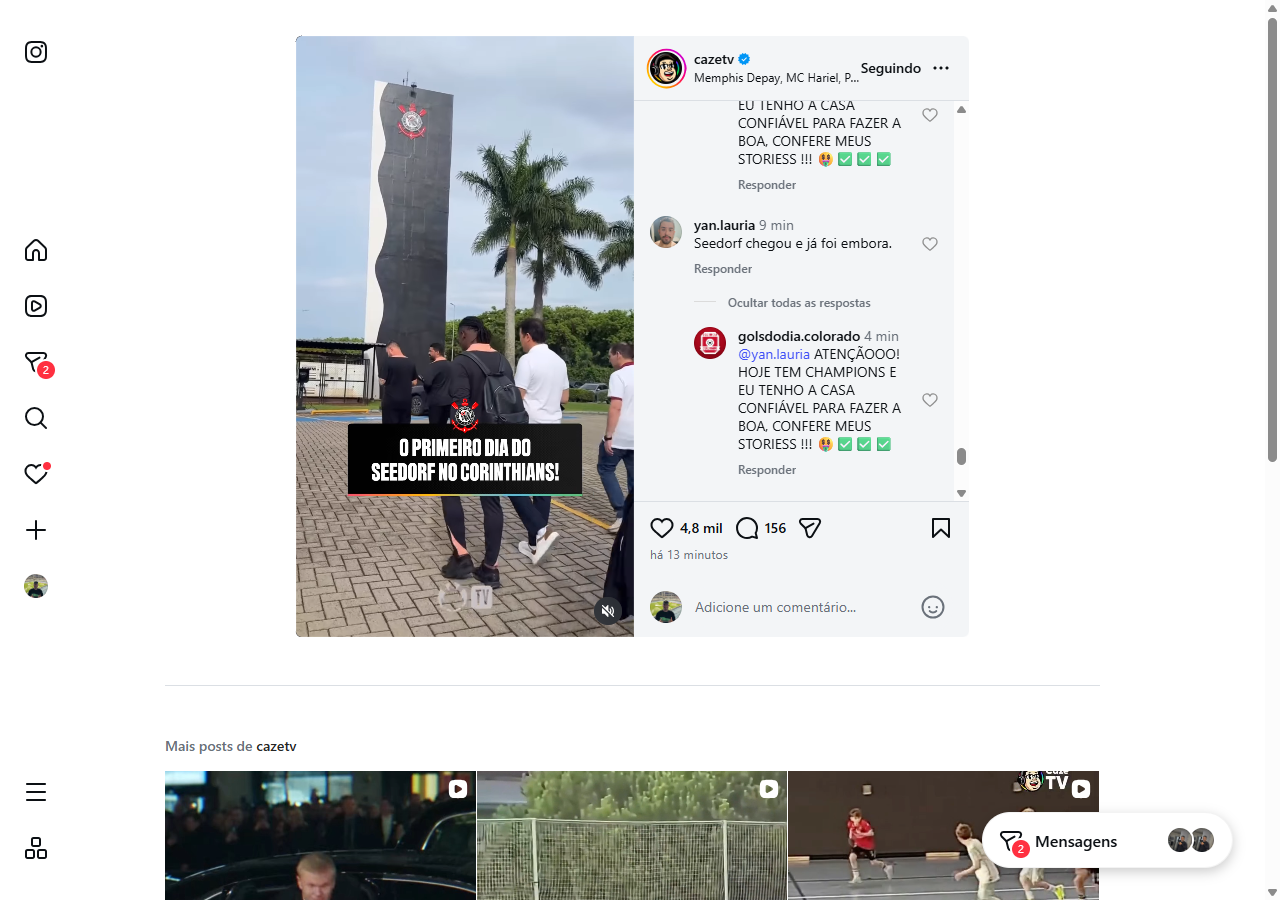 cazetv
Memphis Depay, MC Hariel, P...
Seguindo
EU TENHO A CASA
CONFIÁVEL PARA FAZER A
BOA, CONFERE MEUS
STORIESS !!! 🤑 ✅ ✅ ✅
Responder
yan.lauria 9 min
Seedorf chegou e já foi embora.
Responder
Ocultar todas as respostas
golsdodia.colorado 4 min
@yan.lauria ATENÇÃOOO!
HOJE TEM CHAMPIONS E
EU TENHO A CASA
CONFIÁVEL PARA FAZER A
BOA, CONFERE MEUS
STORIESS !!! 🤑 ✅ ✅ ✅
Responder
O PRIMEIRO DIA DO
SEEDORF NO CORINTHIANS!
TV
4,8 mil
156
há 13 minutos
Adicione um comentário...
2
Mais posts de cazetv
CazéTV
2
Mensagens